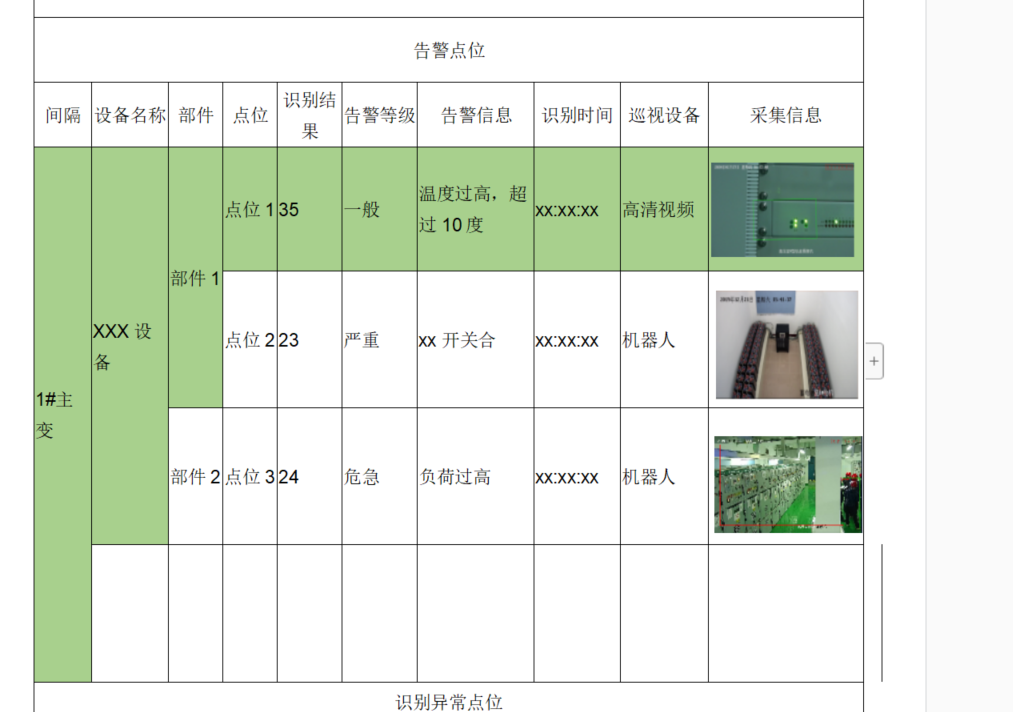 告警点位
间隔 设备名称 部件 点位 识别结果 告警等级 告警信息 识别时间 巡视设备 采集信息
1#主变 XXX 设备 部件 1 点位 1 35 一般 温度过高，超过 10 度 xx:xx:xx 高清视频
点位 2 23 严重 xx 开关合 xx:xx:xx 机器人
部件 2 点位 3 24 危急 负荷过高 xx:xx:xx 机器人
识别异常点位